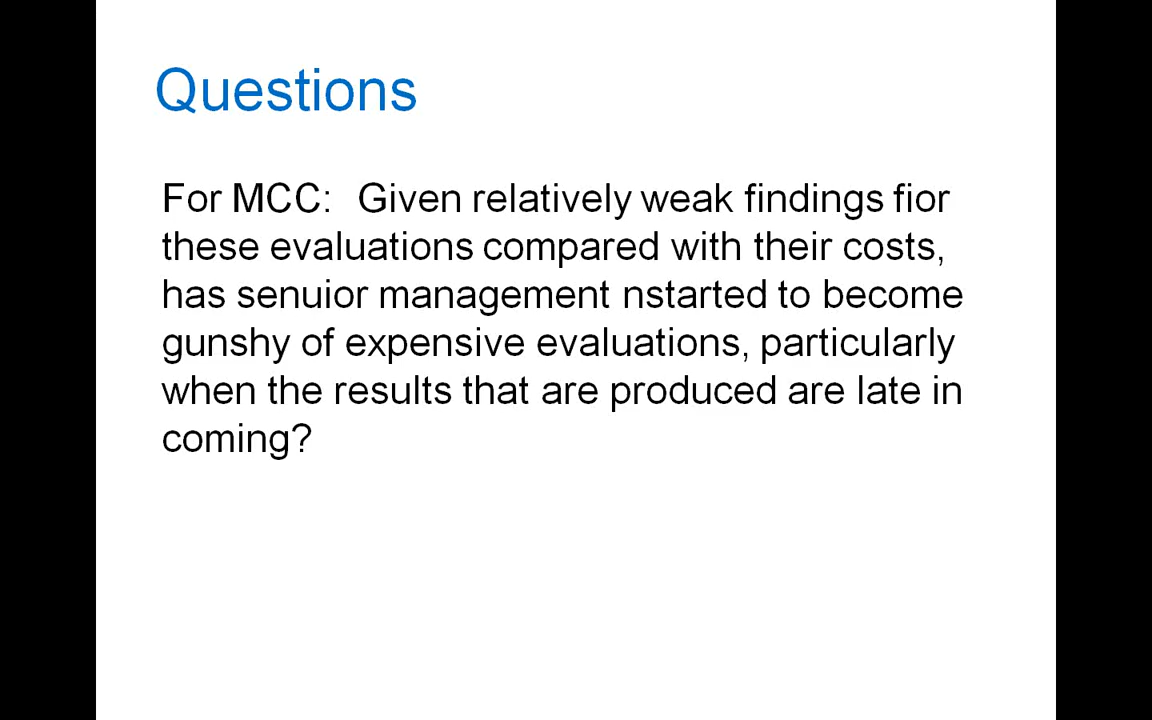 Questions
For MCC:  Given relatively weak findings fior
these evaluations compared with their costs,
has senuior management nstarted to become
gunshy of expensive evaluations, particularly
when the results that are produced are late in
coming?